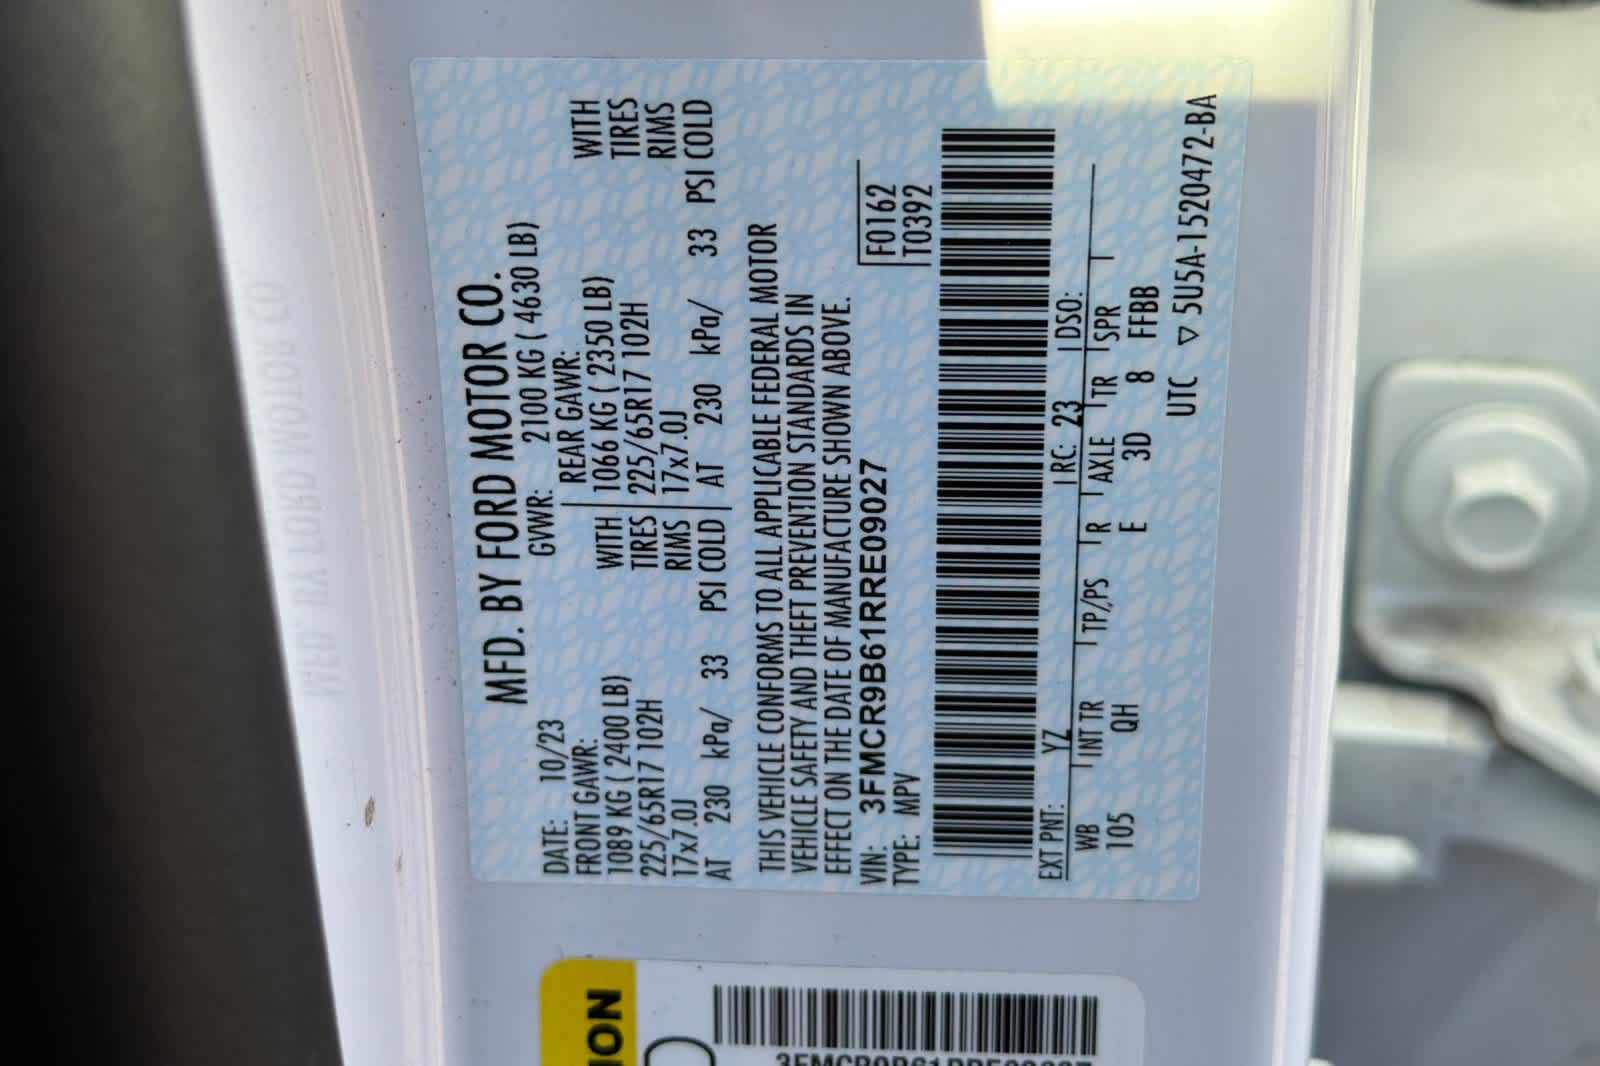 MFD. BY FORD MOTOR CO.
DATE: 10/23 GVWR: 2100 KG ( 4630 LB)
FRONT GAWR: REAR GAWR:
1089 KG ( 2400 LB) WITH 1066 KG ( 2350 LB) WITH
225/65R17 102H TIRES 225/65R17 102H TIRES
17x7.0J RIMS 17x7.0J RIMS
AT 230 kPa/ 33 PSI COLD AT 230 kPa/ 33 PSI COLD
THIS VEHICLE CONFORMS TO ALL APPLICABLE FEDERAL MOTOR
VEHICLE SAFETY AND THEFT PREVENTION STANDARDS IN
EFFECT ON THE DATE OF MANUFACTURE SHOWN ABOVE.
VIN: 3FMCR9B61RRE09027 F0162
TYPE: MPV T0392
EXT PNT: YZ RC: 23 DSO:
WB INT TR TP/PS R AXLE TR SPR
105 QH E 3D 8 FFBB
UTC ▽ 5U5A-1520472-BA